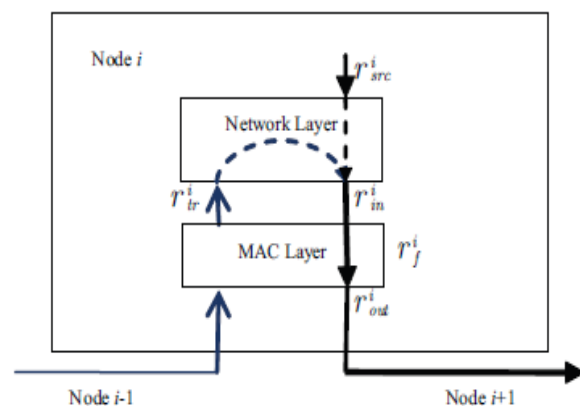 Node i
r^i_src
Network Layer
r^i_tr
r^i_in
MAC Layer
r^i_f
r^i_out
Node i-1
Node i+1